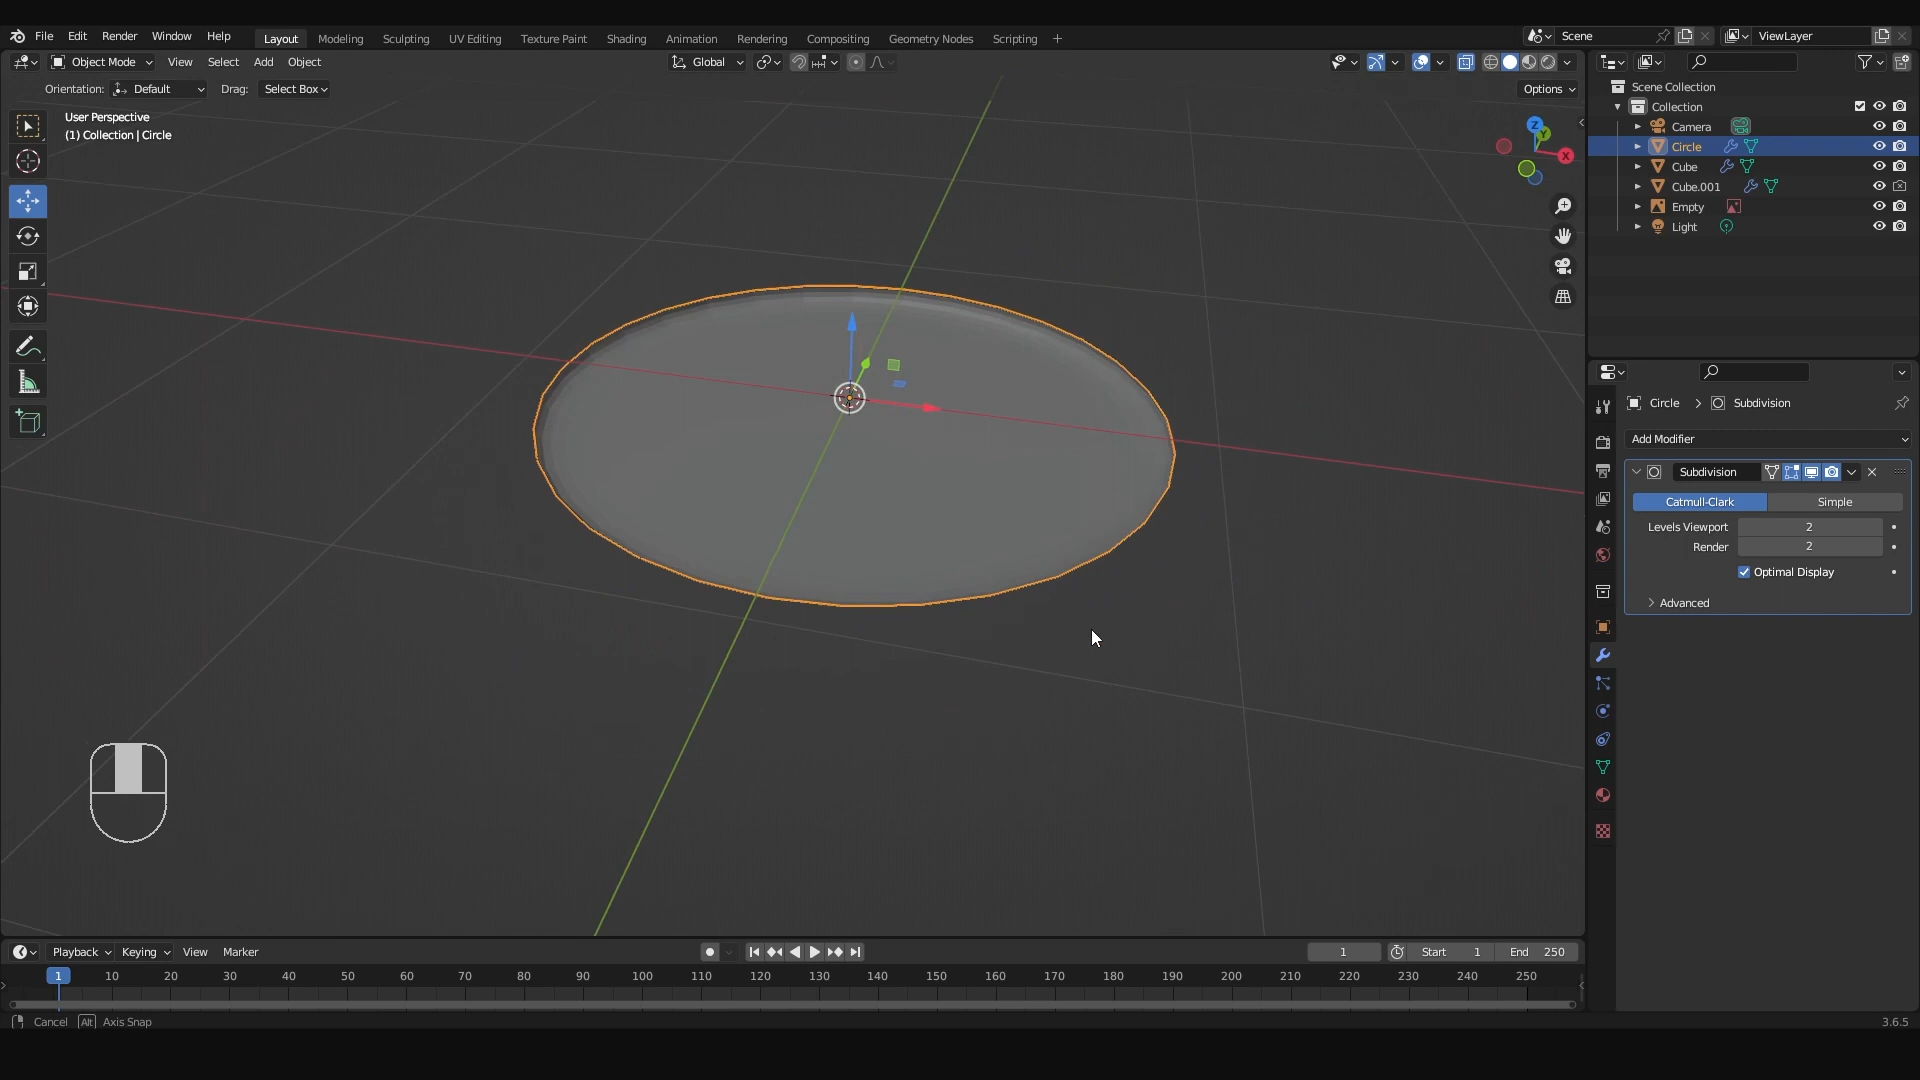 File Edit Render Window Help
Layout Modeling Sculpting UV Editing Texture Paint Shading Animation Rendering Compositing Geometry Nodes Scripting +
Scene
ViewLayer
Object Mode View Select Add Object
Global
Orientation: Default Drag: Select Box
Options
User Perspective
(1) Collection | Circle
Z
Y
X
Scene Collection
Collection
Camera
Circle
Cube
Cube.001
Empty
Light
Circle > Subdivision
Add Modifier
Subdivision
Catmull-Clark Simple
Levels Viewport 2
Render 2
Optimal Display
Advanced
Playback Keying View Marker
1
Start 1 End 250
1 10 20 30 40 50 60 70 80 90 100 110 120 130 140 150 160 170 180 190 200 210 220 230 240 250
Cancel Alt Axis Snap
3.6.5